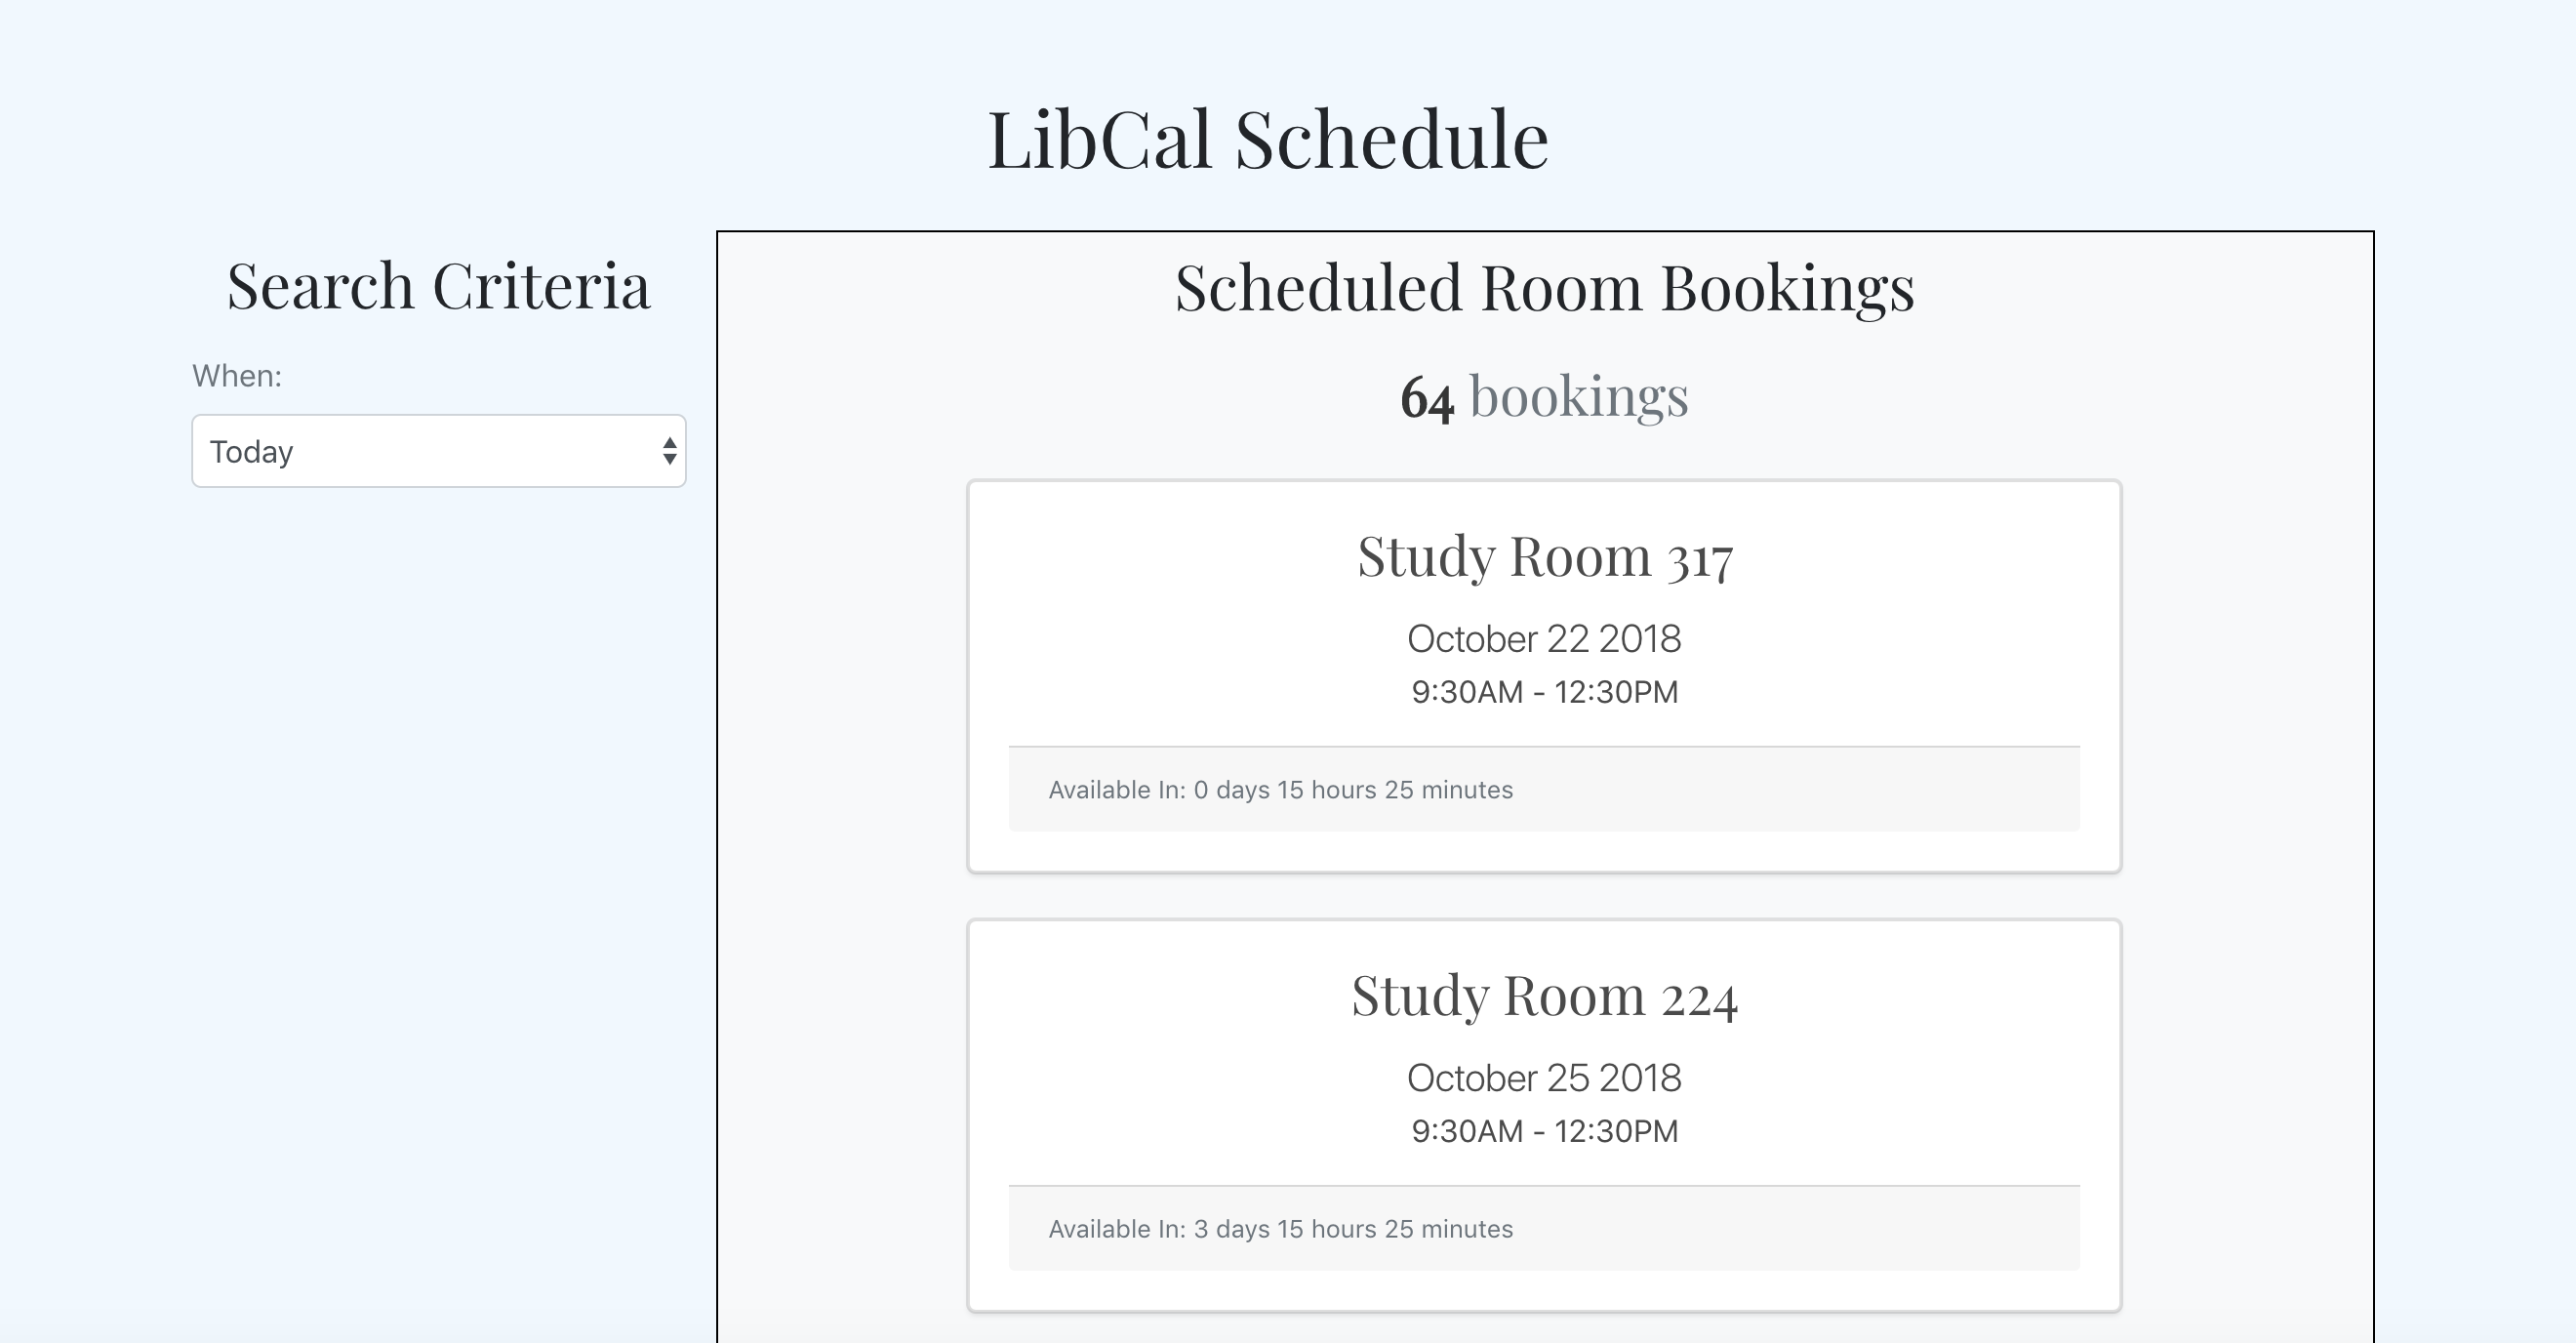 LibCal Schedule
Search Criteria
When:
Today
Scheduled Room Bookings
64 bookings
Study Room 317
October 22 2018
9:30AM - 12:30PM
Available In: 0 days 15 hours 25 minutes
Study Room 224
October 25 2018
9:30AM - 12:30PM
Available In: 3 days 15 hours 25 minutes